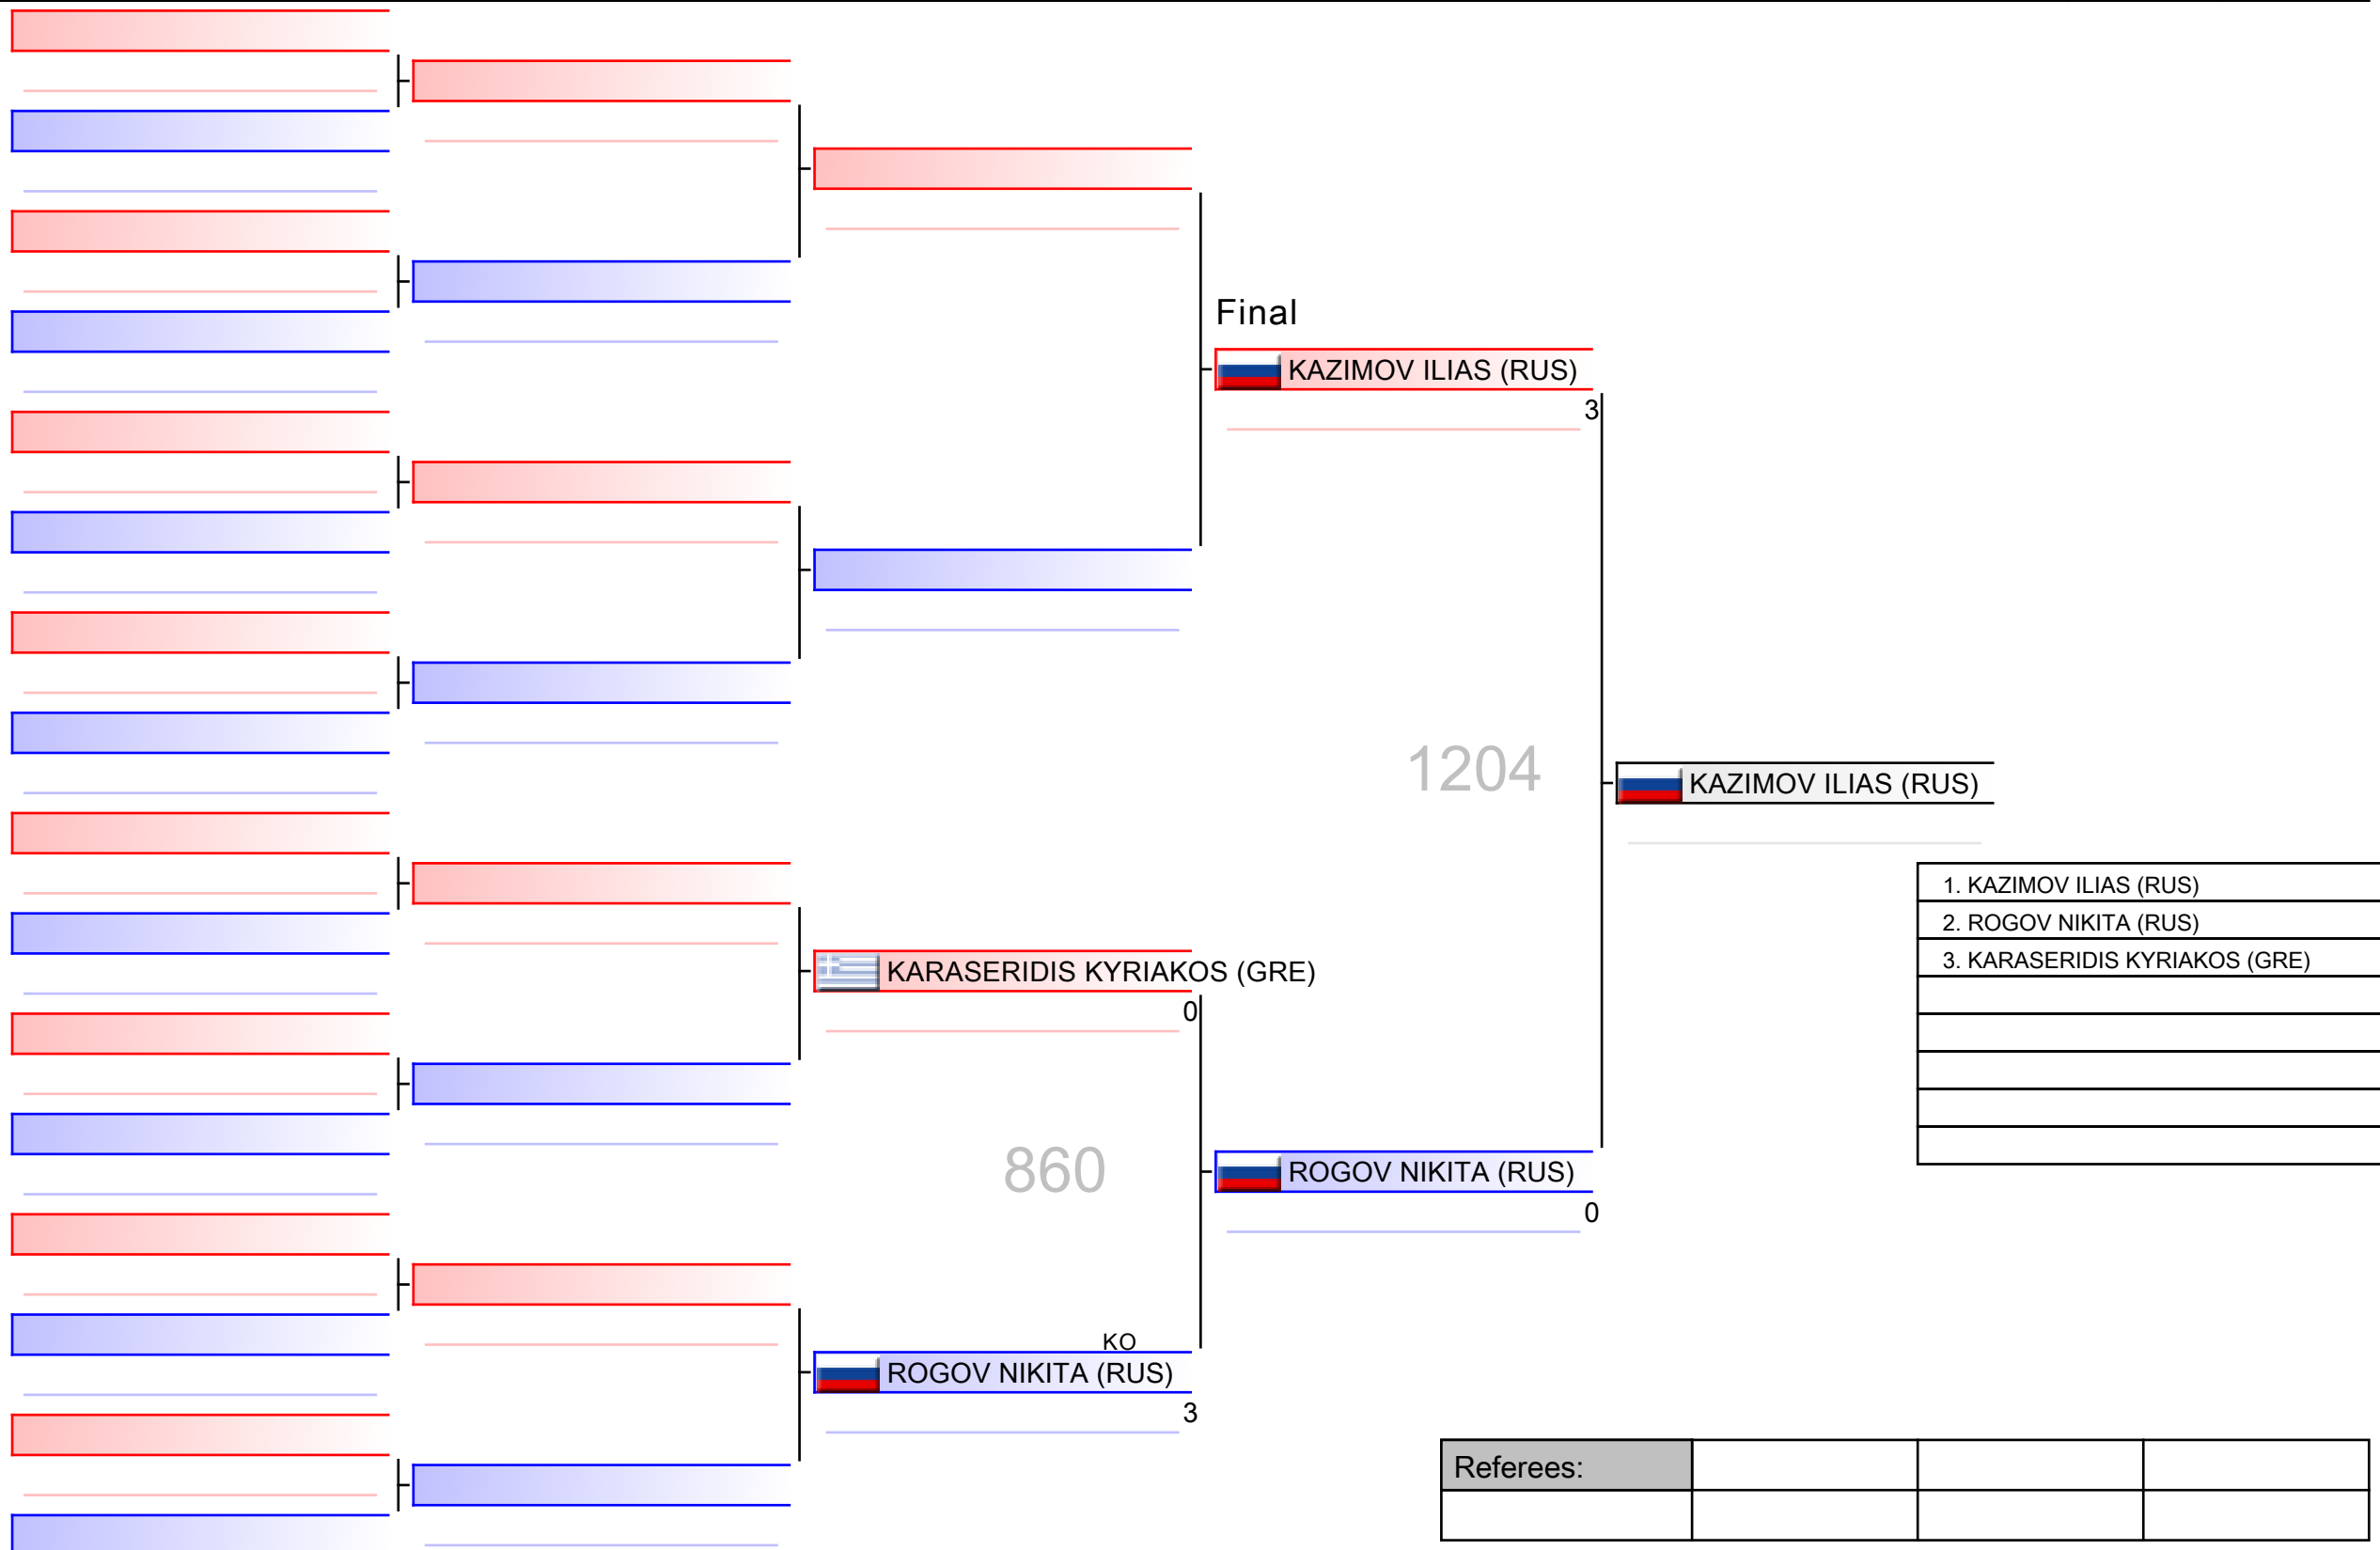 Final
KAZIMOV ILIAS (RUS)
3
1204
KAZIMOV ILIAS (RUS)
1. KAZIMOV ILIAS (RUS)
2. ROGOV NIKITA (RUS)
3. KARASERIDIS KYRIAKOS (GRE)
KARASERIDIS KYRIAKOS (GRE)
0
860
ROGOV NIKITA (RUS)
0
KO
ROGOV NIKITA (RUS)
3
Referees: